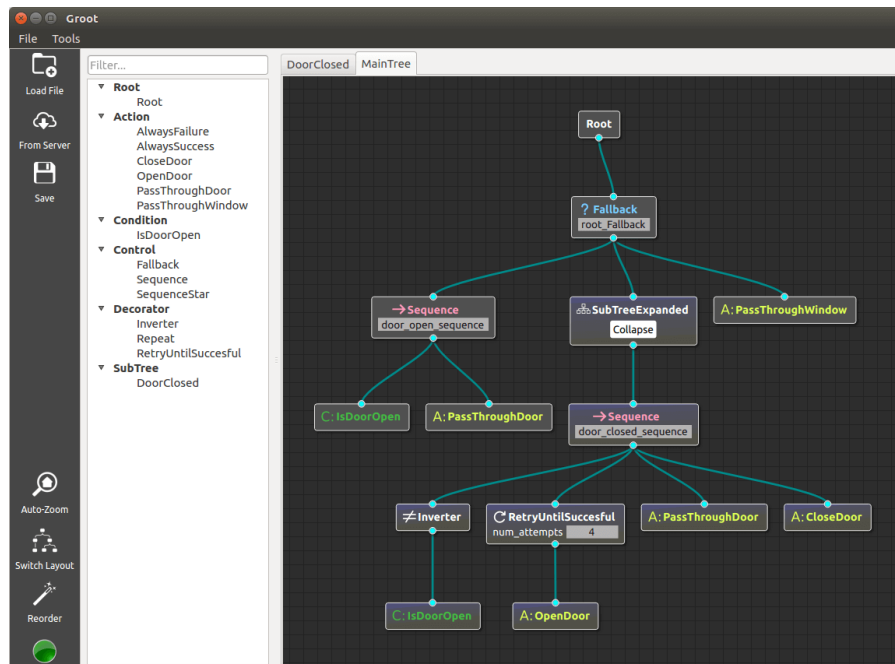 Groot
File Tools
Load File
From Server
Save
Auto-Zoom
Switch Layout
Reorder
Filter...
Root
Root
Action
AlwaysFailure
AlwaysSuccess
CloseDoor
OpenDoor
PassThroughDoor
PassThroughWindow
Condition
IsDoorOpen
Control
Fallback
Sequence
SequenceStar
Decorator
Inverter
Repeat
RetryUntilSuccesful
SubTree
DoorClosed
DoorClosed MainTree
Root
? Fallback
root_Fallback
→Sequence
door_open_sequence
SubTreeExpanded
Collapse
A:PassThroughWindow
C:IsDoorOpen
A:PassThroughDoor
→Sequence
door_closed_sequence
≠Inverter
RetryUntilSuccesful
num_attempts 4
A:PassThroughDoor
A:CloseDoor
C:IsDoorOpen
A:OpenDoor